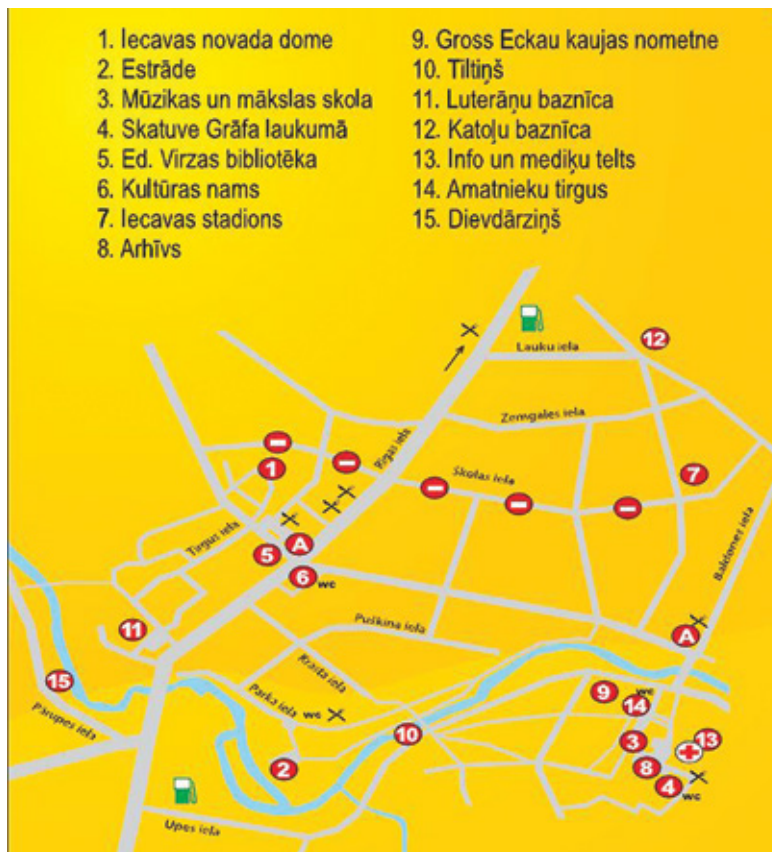 1. Iecavas novada dome
2. Estrāde
3. Mūzikas un mākslas skola
4. Skatuve Grāfa laukumā
5. Ed. Virzas bibliotēka
6. Kultūras nams
7. Iecavas stadions
8. Arhīvs
9. Gross Eckau kaujas nometne
10. Tiltiņš
11. Luterāņu baznīca
12. Katoļu baznīca
13. Info un mediķu telts
14. Amatnieku tirgus
15. Dievdārziņš
Lauku iela
12
Zemgales iela
Rīgas iela
1
Skolas iela
7
Tirgus iela
5
A
6
wc
Baldones iela
A
Puškina iela
11
Krasta iela
15
Parka iela
wc
9
wc
14
Pārupes iela
10
3
13
2
8
4
wc
Upes iela